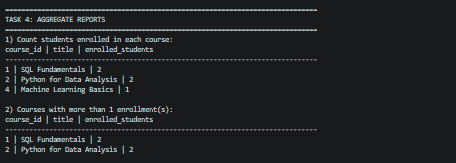 ================================================================================
TASK 4: AGGREGATE REPORTS
================================================================================
1) Count students enrolled in each course:
course_id | title | enrolled_students
--------------------------------------------------------------------------------
1 | SQL Fundamentals | 2
2 | Python for Data Analysis | 2
4 | Machine Learning Basics | 1

2) Courses with more than 1 enrollment(s):
course_id | title | enrolled_students
--------------------------------------------------------------------------------
1 | SQL Fundamentals | 2
2 | Python for Data Analysis | 2